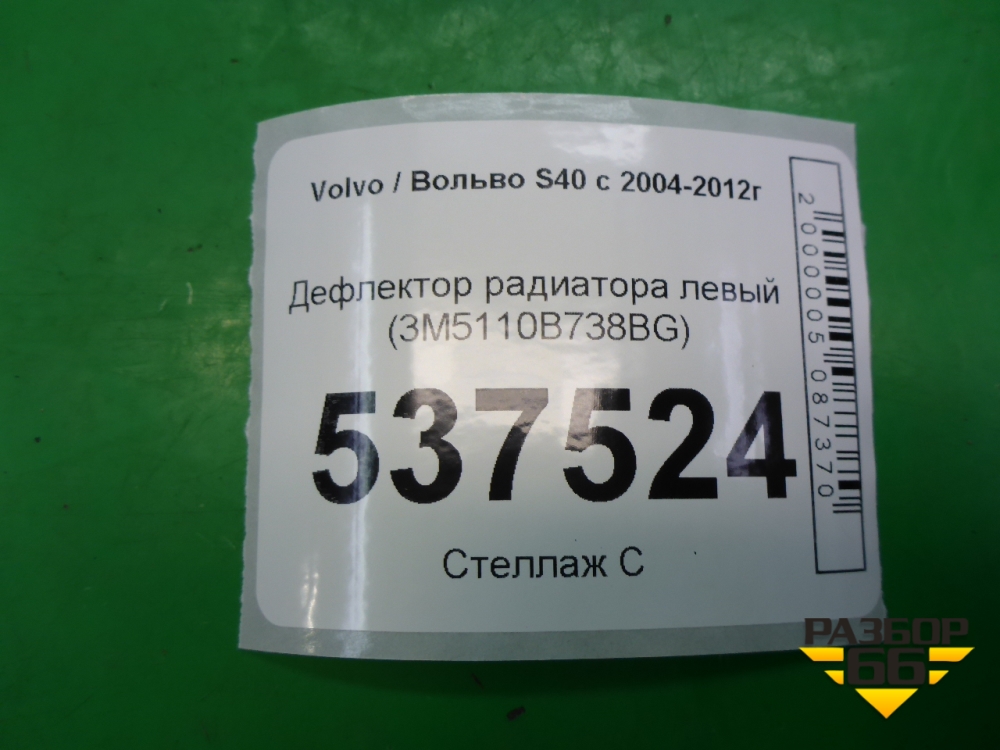 Volvo / Вольво S40 с 2004-2012г
Дефлектор радиатора левый
(3M5110B738BG)
537524
Стеллаж С
2000005087370
РАЗБОР
66